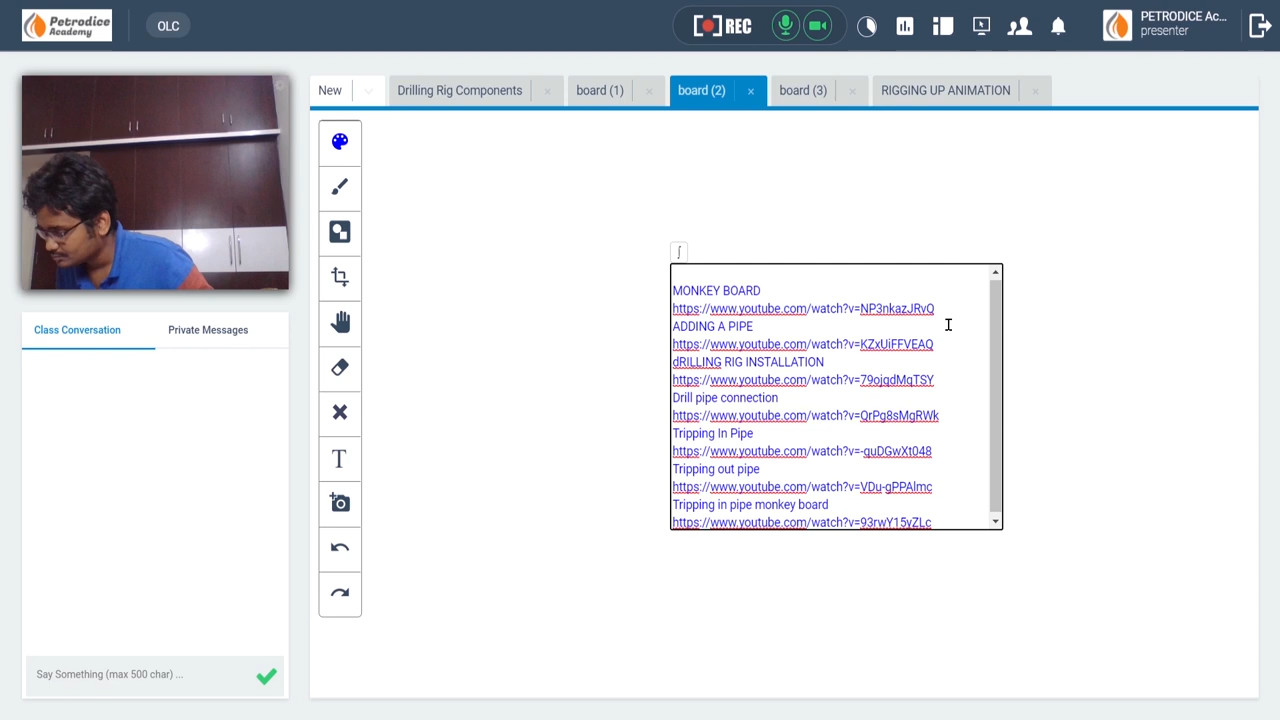 Petrodice
Academy
OLC
REC
PETRODICE Ac...
presenter
New
Drilling Rig Components
board (1)
board (2)
board (3)
RIGGING UP ANIMATION
MONKEY BOARD
https://www.youtube.com/watch?v=NP3nkazJRvQ
ADDING A PIPE
https://www.youtube.com/watch?v=KZxUiFFVEAQ
dRILLING RIG INSTALLATION
https://www.youtube.com/watch?v=79ojqdMqTSY
Drill pipe connection
https://www.youtube.com/watch?v=QrPg8sMgRWk
Tripping In Pipe
https://www.youtube.com/watch?v=-quDGwXt048
Tripping out pipe
https://www.youtube.com/watch?v=VDu-gPPAlmc
Tripping in pipe monkey board
https://www.youtube.com/watch?v=93rwY15yZLc
Class Conversation
Private Messages
Say Something (max 500 char) ...